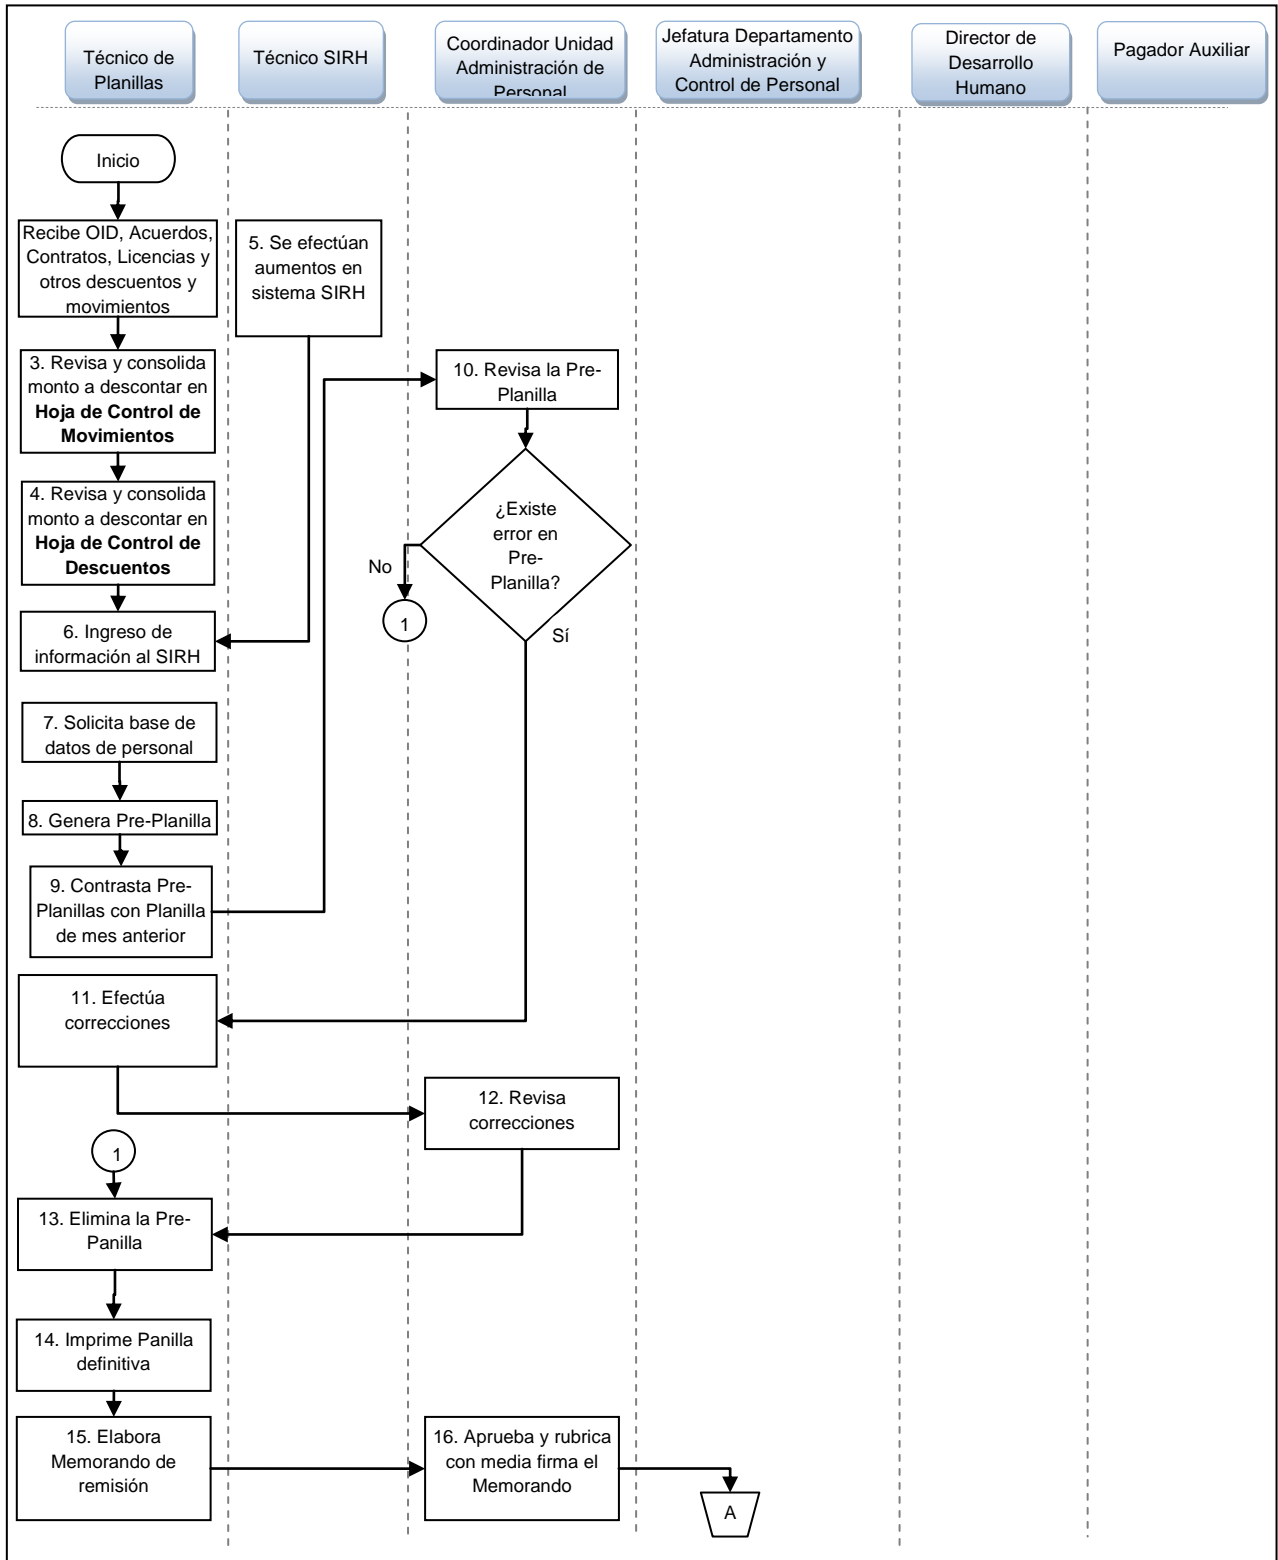 Técnico de
Planillas
Técnico SIRH
Coordinador Unidad
Administración de
Personal
Jefatura Departamento
Administración y
Control de Personal
Director de
Desarrollo
Humano
Pagador Auxiliar
Inicio
Recibe OID, Acuerdos,
Contratos, Licencias y
otros descuentos y
movimientos
5. Se efectúan
aumentos en
sistema SIRH
3. Revisa y consolida
monto a descontar en
Hoja de Control de
Movimientos
10. Revisa la Pre-
Planilla
4. Revisa y consolida
monto a descontar en
Hoja de Control de
Descuentos
¿Existe
error en
Pre-
Planilla?
No
1
Sí
6. Ingreso de
información al SIRH
7. Solicita base de
datos de personal
8. Genera Pre-Planilla
9. Contrasta Pre-
Planillas con Planilla
de mes anterior
11. Efectúa
correcciones
12. Revisa
correcciones
1
13. Elimina la Pre-
Panilla
14. Imprime Panilla
definitiva
15. Elabora
Memorando de
remisión
16. Aprueba y rubrica
con media firma el
Memorando
A